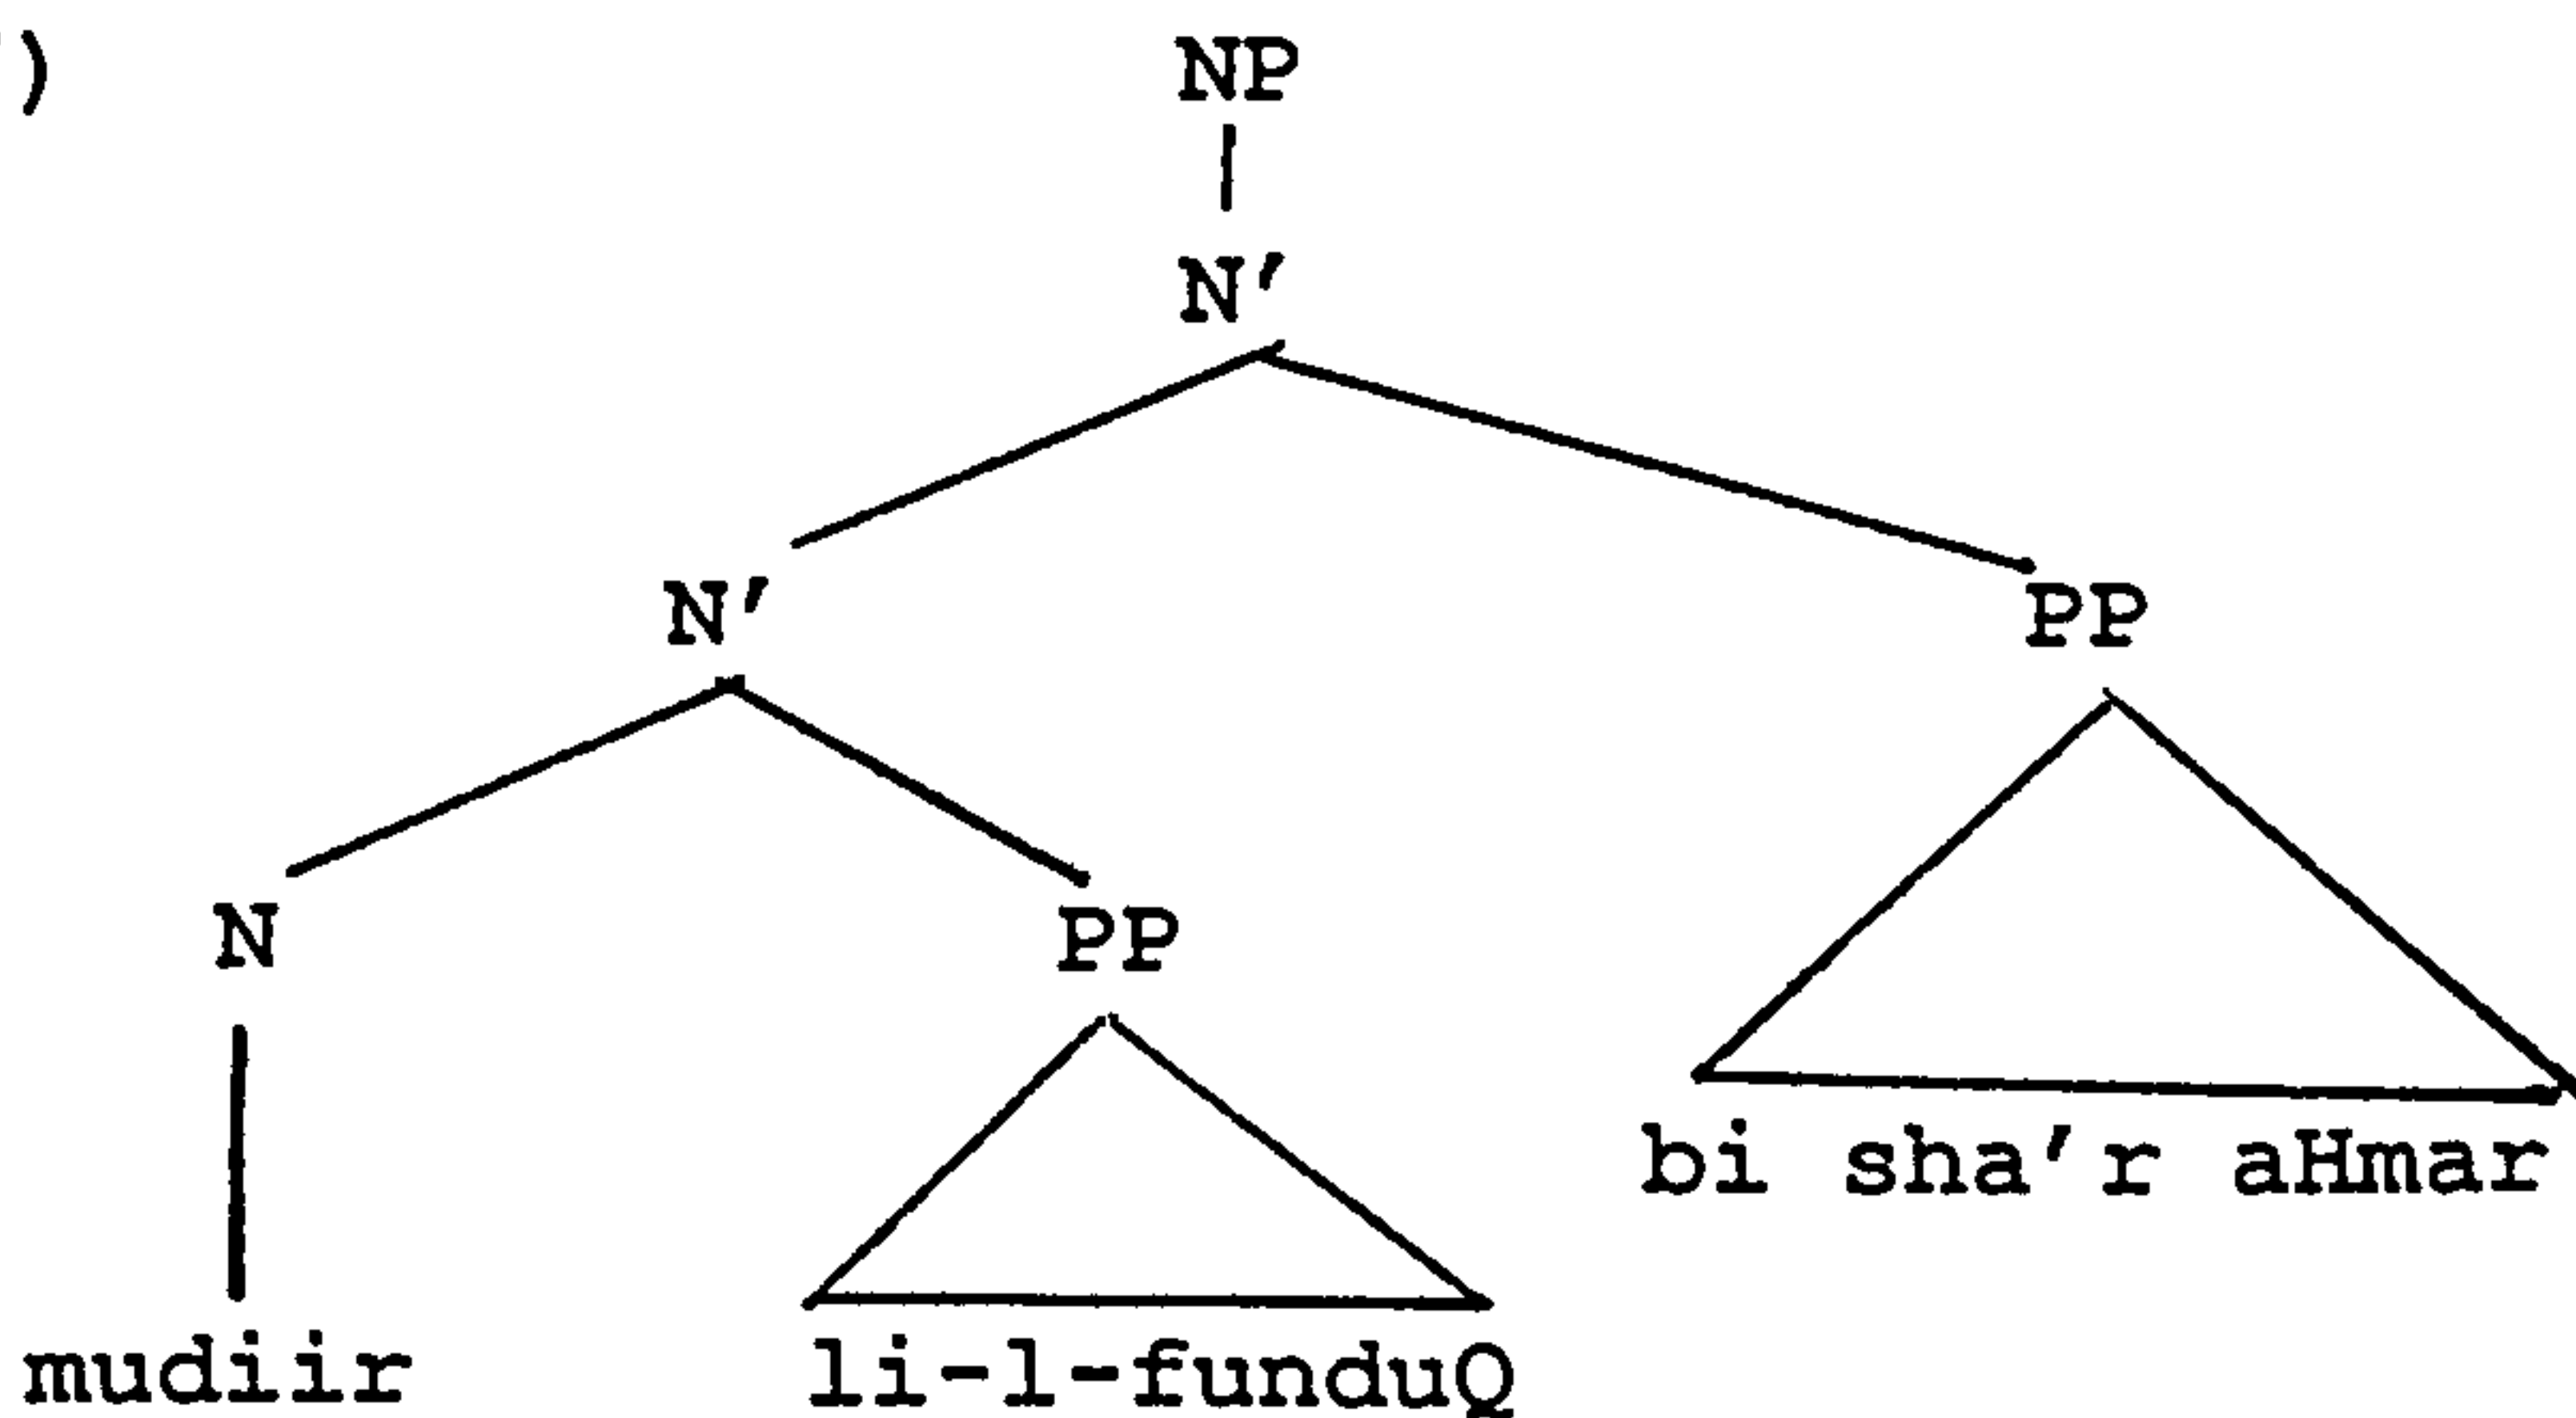 )
NP
N'
N' PP
N PP
bi sha'r aHmar
mudiir li-l-funduQ